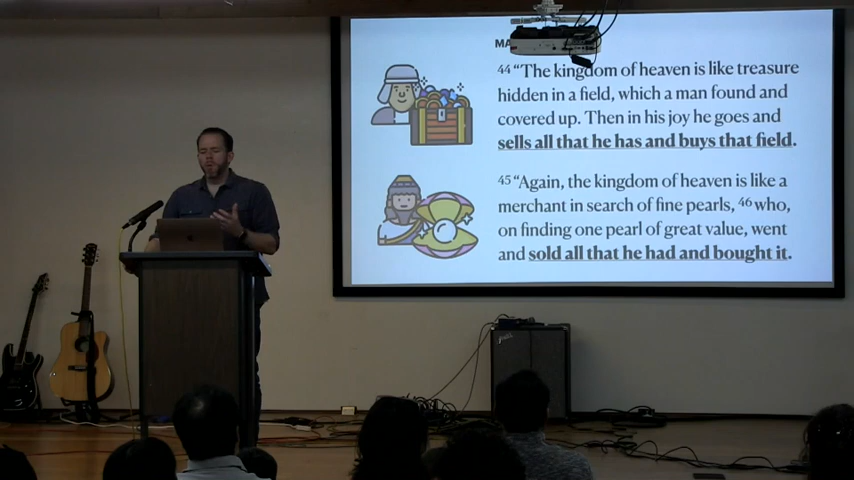 MA
44 “The kingdom of heaven is like treasure
hidden in a field, which a man found and
covered up. Then in his joy he goes and
sells all that he has and buys that field.
45 “Again, the kingdom of heaven is like a
merchant in search of fine pearls, 46 who,
on finding one pearl of great value, went
and sold all that he had and bought it.